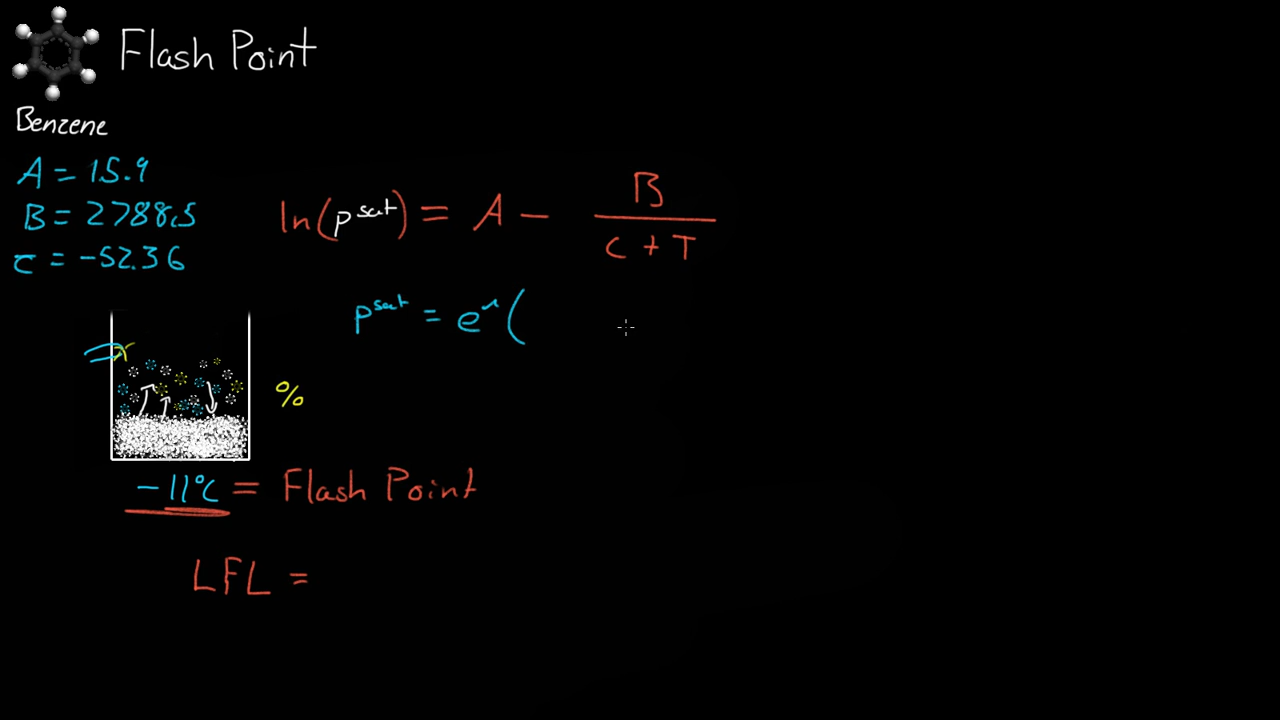 Flash Point
Benzene
A = 15.9
B = 2788.5
C = -52.36
ln(p^sat) = A - B / (C + T)
p^sat = e^(
%
-11°C = Flash Point
LFL =